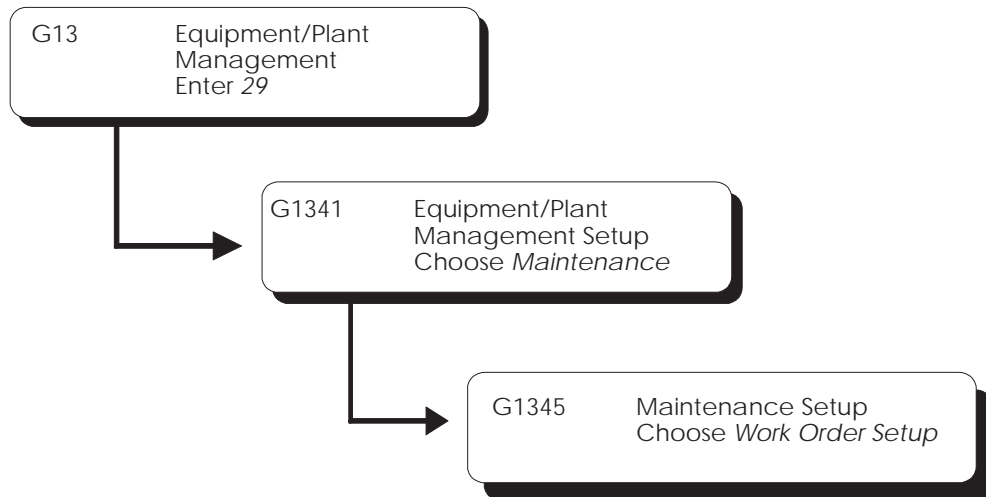 G13 Equipment/Plant
Management
Enter 29
G1341 Equipment/Plant
Management Setup
Choose Maintenance
G1345 Maintenance Setup
Choose Work Order Setup